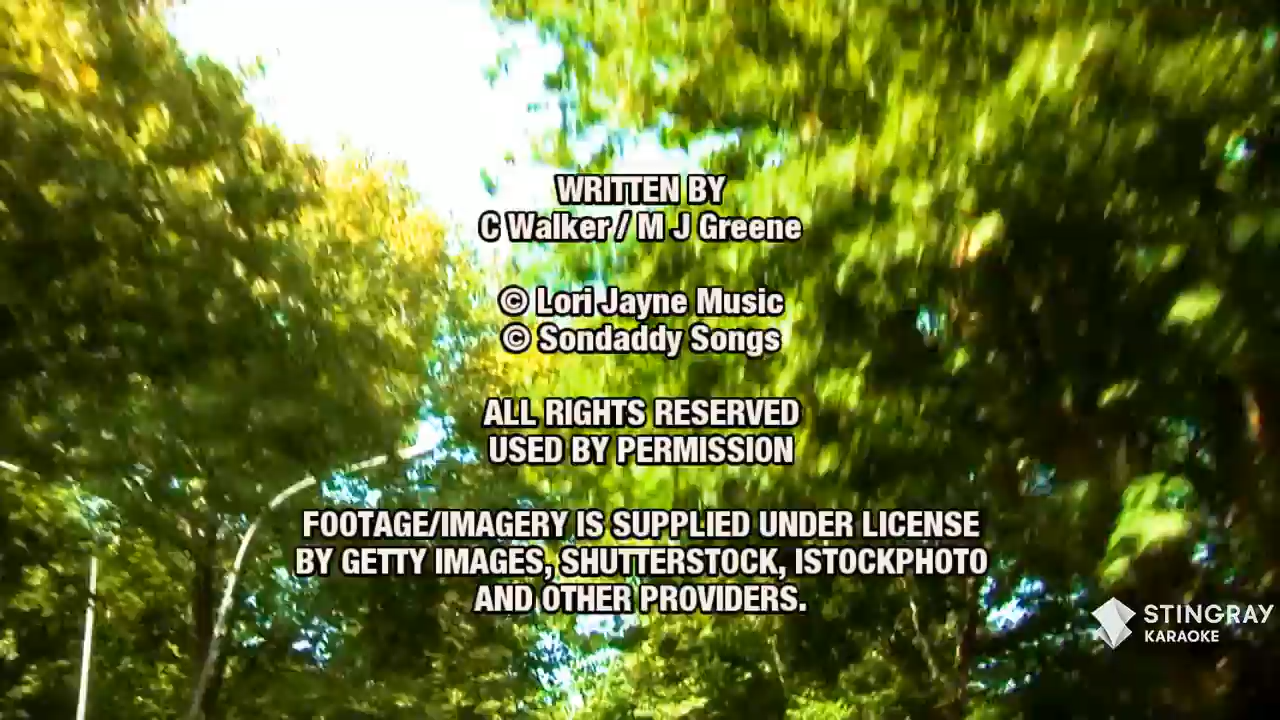 WRITTEN BY
C Walker / M J Greene
© Lori Jayne Music
© Sondaddy Songs
ALL RIGHTS RESERVED
USED BY PERMISSION
FOOTAGE/IMAGERY IS SUPPLIED UNDER LICENSE
BY GETTY IMAGES, SHUTTERSTOCK, ISTOCKPHOTO
AND OTHER PROVIDERS.
STINGRAY
KARAOKE